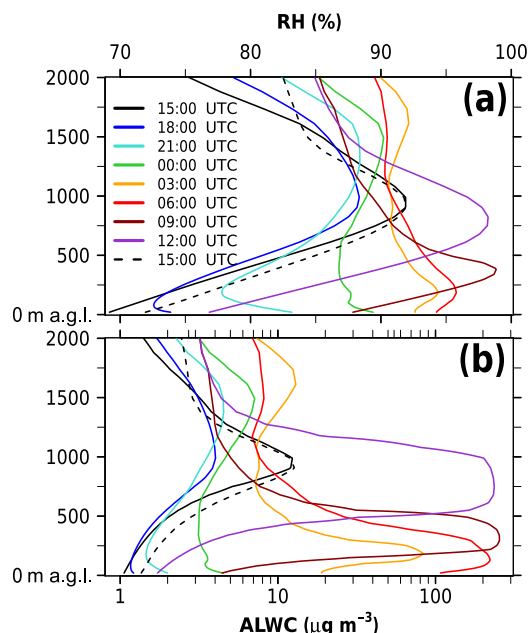 RH (%)
70 80 90 100
2000
(a)
15:00 UTC
18:00 UTC
1500
21:00 UTC
00:00 UTC
03:00 UTC
1000
06:00 UTC
09:00 UTC
12:00 UTC
500
15:00 UTC
0 m a.g.l.
2000
(b)
1500
1000
500
0 m a.g.l.
1 10 100
ALWC (μg m⁻³)